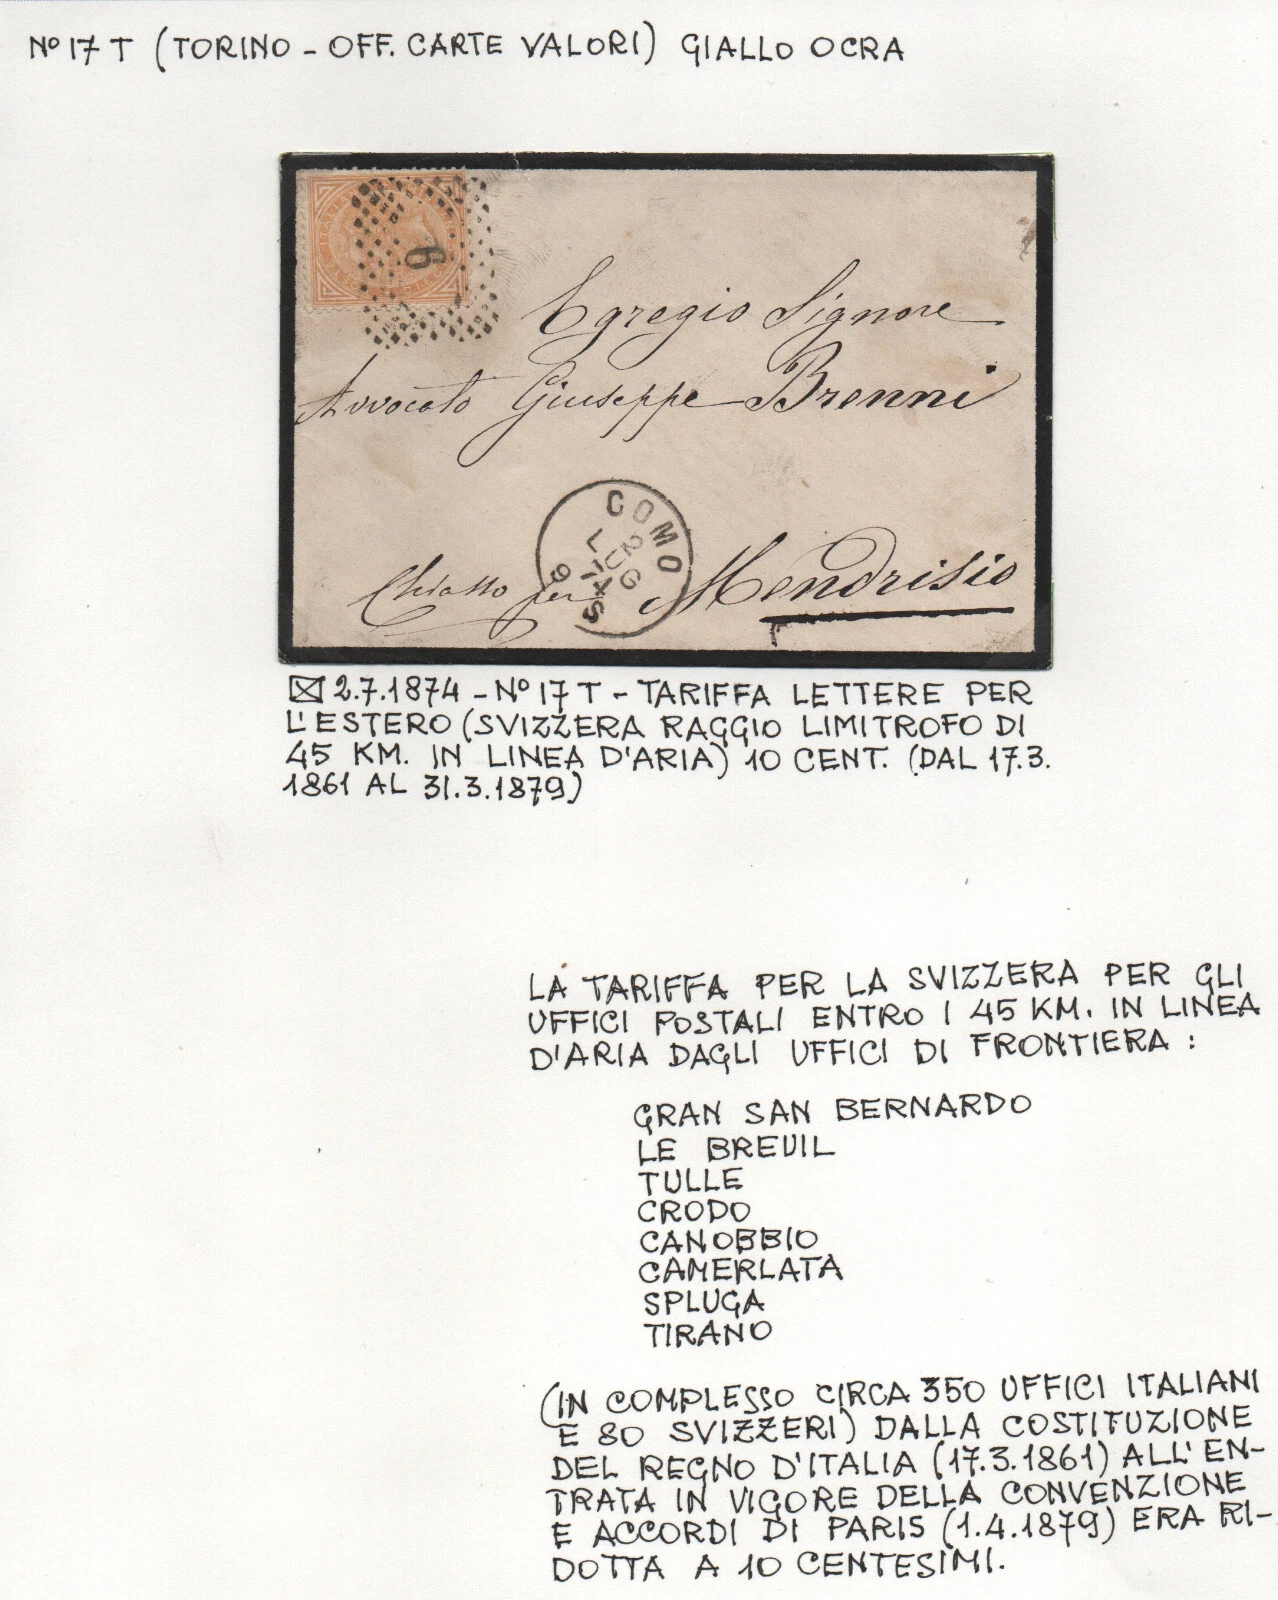 Nº 17 T (TORINO - OFF. CARTE VALORI) GIALLO OCRA
6
Egregio Signore
Avvocato Giuseppe Brenni
COMO
2
LUG
74
9 S
Chiasso per Mendrisio
2.7.1874 - Nº 17 T - TARIFFA LETTERE PER
L'ESTERO (SVIZZERA RAGGIO LIMITROFO DI
45 KM. IN LINEA D'ARIA) 10 CENT. (DAL 17.3.
1861 AL 31.3.1879)
LA TARIFFA PER LA SVIZZERA PER GLI
UFFICI POSTALI ENTRO I 45 KM. IN LINEA
D'ARIA DAGLI UFFICI DI FRONTIERA :
GRAN SAN BERNARDO
LE BREUIL
TULLE
CRODO
CANOBBIO
CAMERLATA
SPLUGA
TIRANO
(IN COMPLESSO CIRCA 350 UFFICI ITALIANI
E 80 SVIZZERI) DALLA COSTITUZIONE
DEL REGNO D'ITALIA (17.3.1861) ALL'EN-
TRATA IN VIGORE DELLA CONVENZIONE
E ACCORDI DI PARIS (1.4.1879) ERA RI-
DOTTA A 10 CENTESIMI.